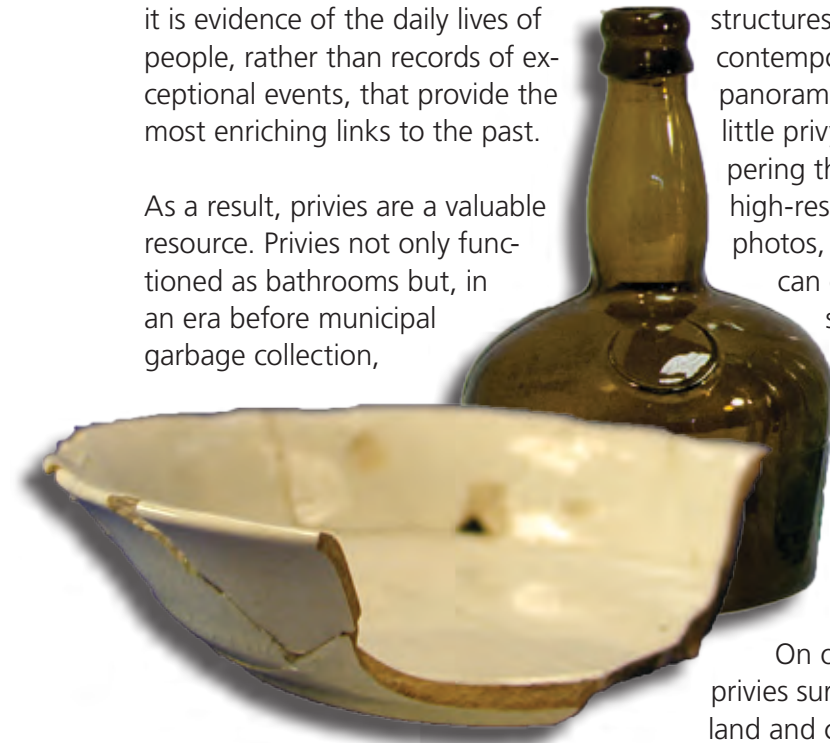 it is evidence of the daily lives of
people, rather than records of ex-
ceptional events, that provide the
most enriching links to the past.
As a result, privies are a valuable
resource. Privies not only func-
tioned as bathrooms but, in
an era before municipal
garbage collection,
structures
contempo
panoram
little priv
pering th
high-res
photos,
can
s
On o
privies sur
land and c